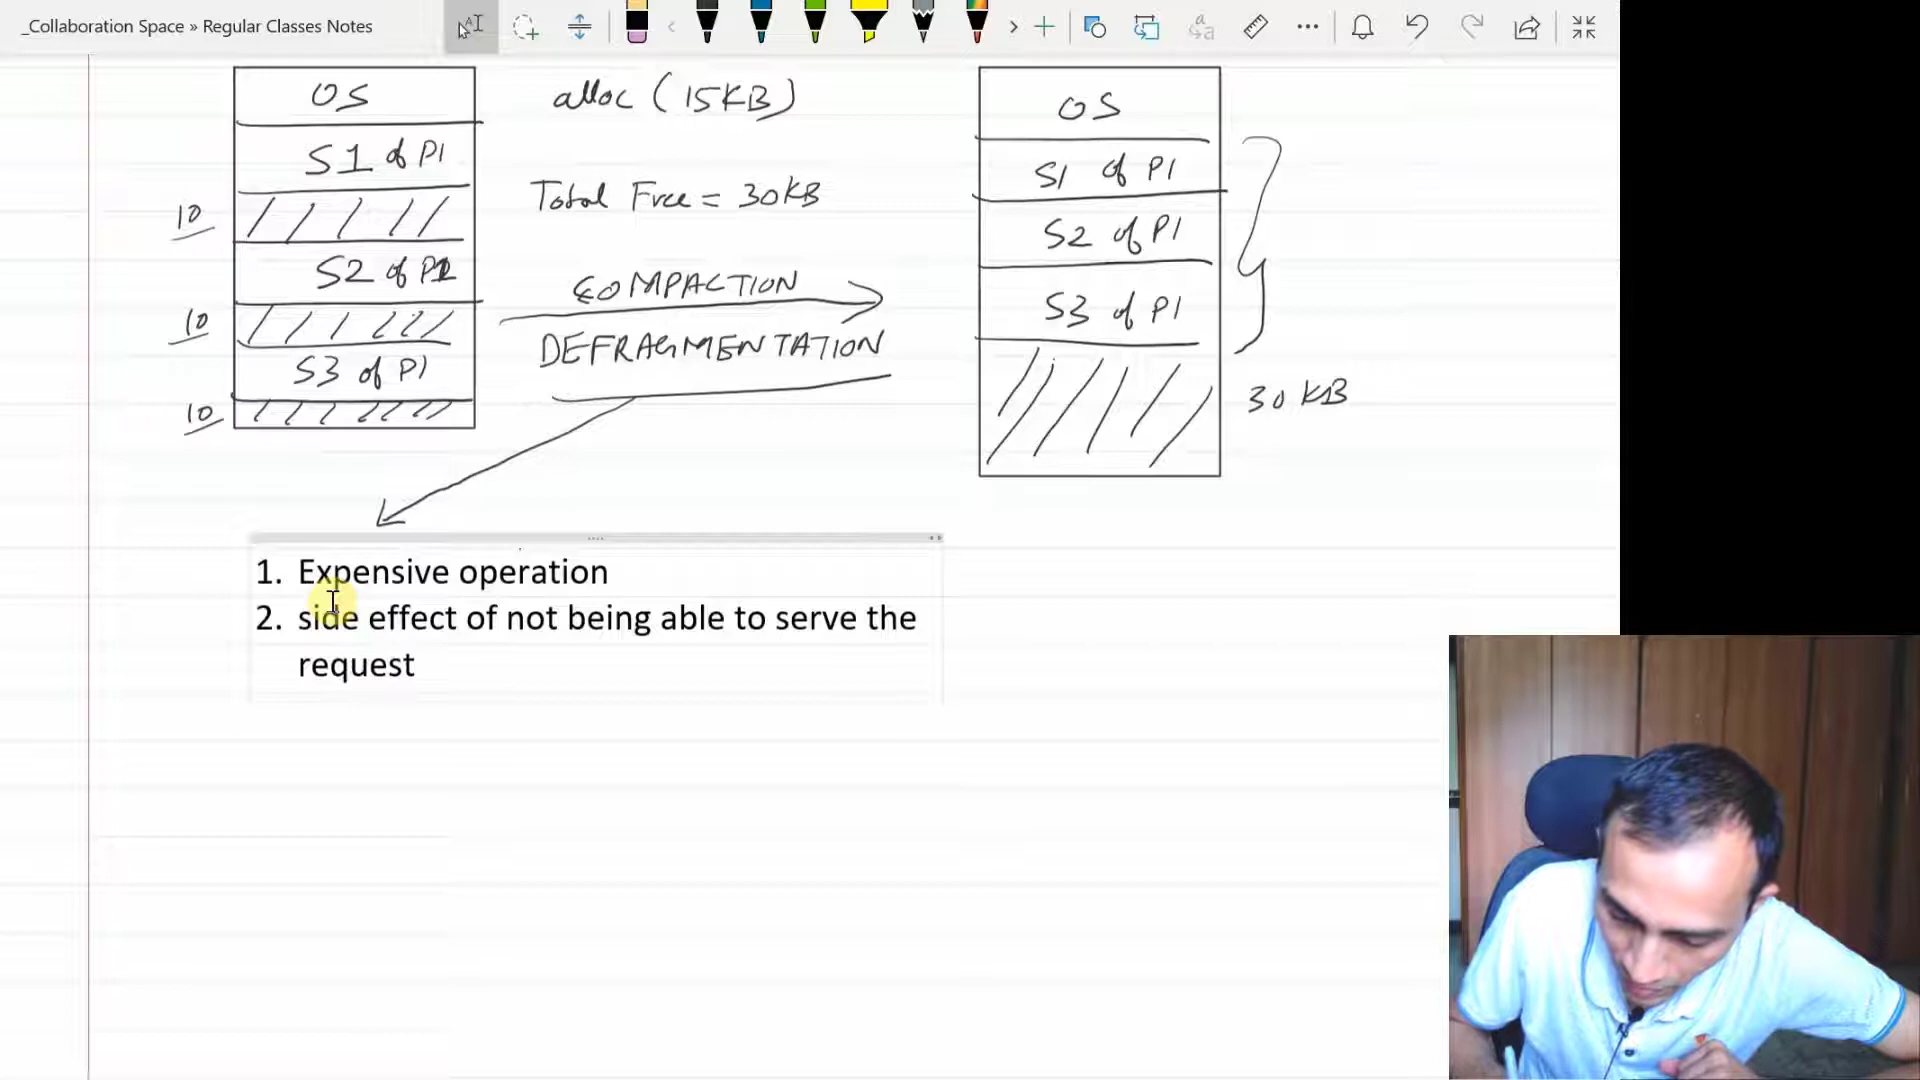 _Collaboration Space » Regular Classes Notes
OS
S1 of P1
10
S2 of P1
10
S3 of P1
10
alloc (15KB)
Total Free = 30KB
COMPACTION
DEFRAGMENTATION
OS
S1 of P1
S2 of P1
S3 of P1
30 KB
1. Expensive operation
2. side effect of not being able to serve the
request